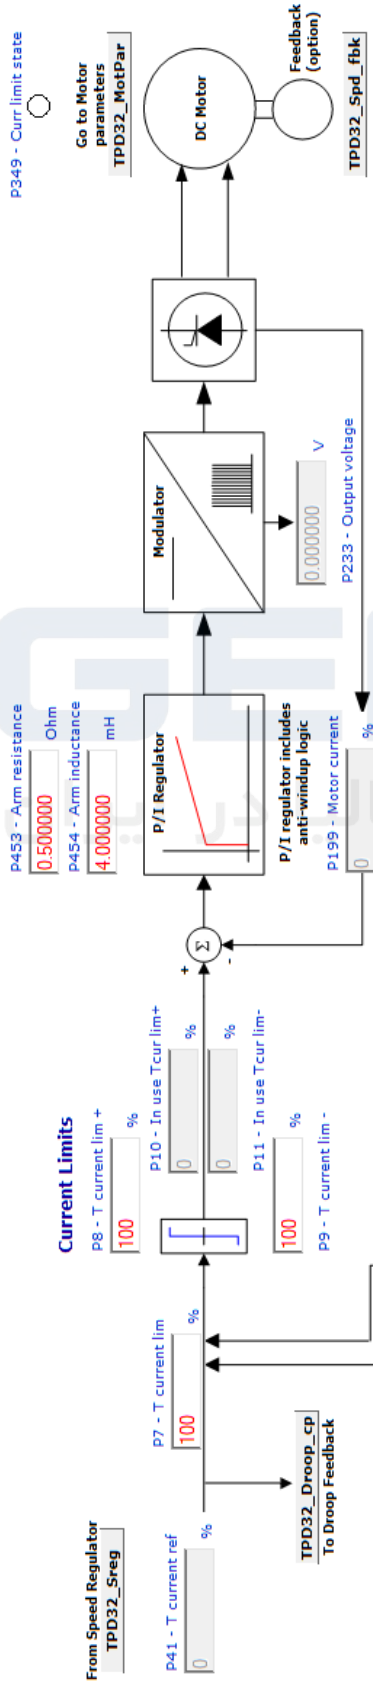 From Speed Regulator
TPD32_Sreg
P41 - T current ref
0
%
TPD32_Droop_cp
To Droop Feedback
P7 - T current lim
100
%
Current Limits
P8 - T current lim +
100
%
P10 - In use Tcur lim+
0
%
0
%
P11 - In use Tcur lim-
100
%
P9 - T current lim -
+
Σ
-
P453 - Arm resistance
0.500000
Ohm
P454 - Arm inductance
4.000000
mH
P/I Regulator
P/I regulator includes
anti-windup logic
P199 - Motor current
0
%
Modulator
0.000000
V
P233 - Output voltage
P349 - Curr limit state
Go to Motor
parameters
TPD32_MotPar
DC Motor
Feedback
(option)
TPD32_Spd_fbk